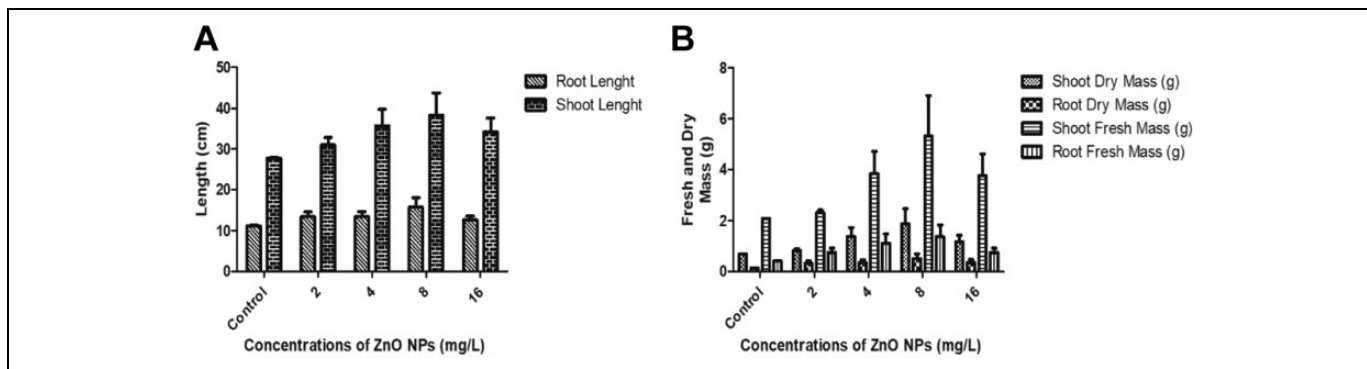 A
50
40
30
20
10
0
Length (cm)
Root Lenght
Shoot Lenght
Control
2
4
8
16
Concentrations of ZnO NPs (mg/L)
B
8
6
4
2
0
Fresh and Dry
Mass (g)
Shoot Dry Mass (g)
Root Dry Mass (g)
Shoot Fresh Mass (g)
Root Fresh Mass (g)
Control
2
4
8
16
Concentrations of ZnO NPs (mg/L)